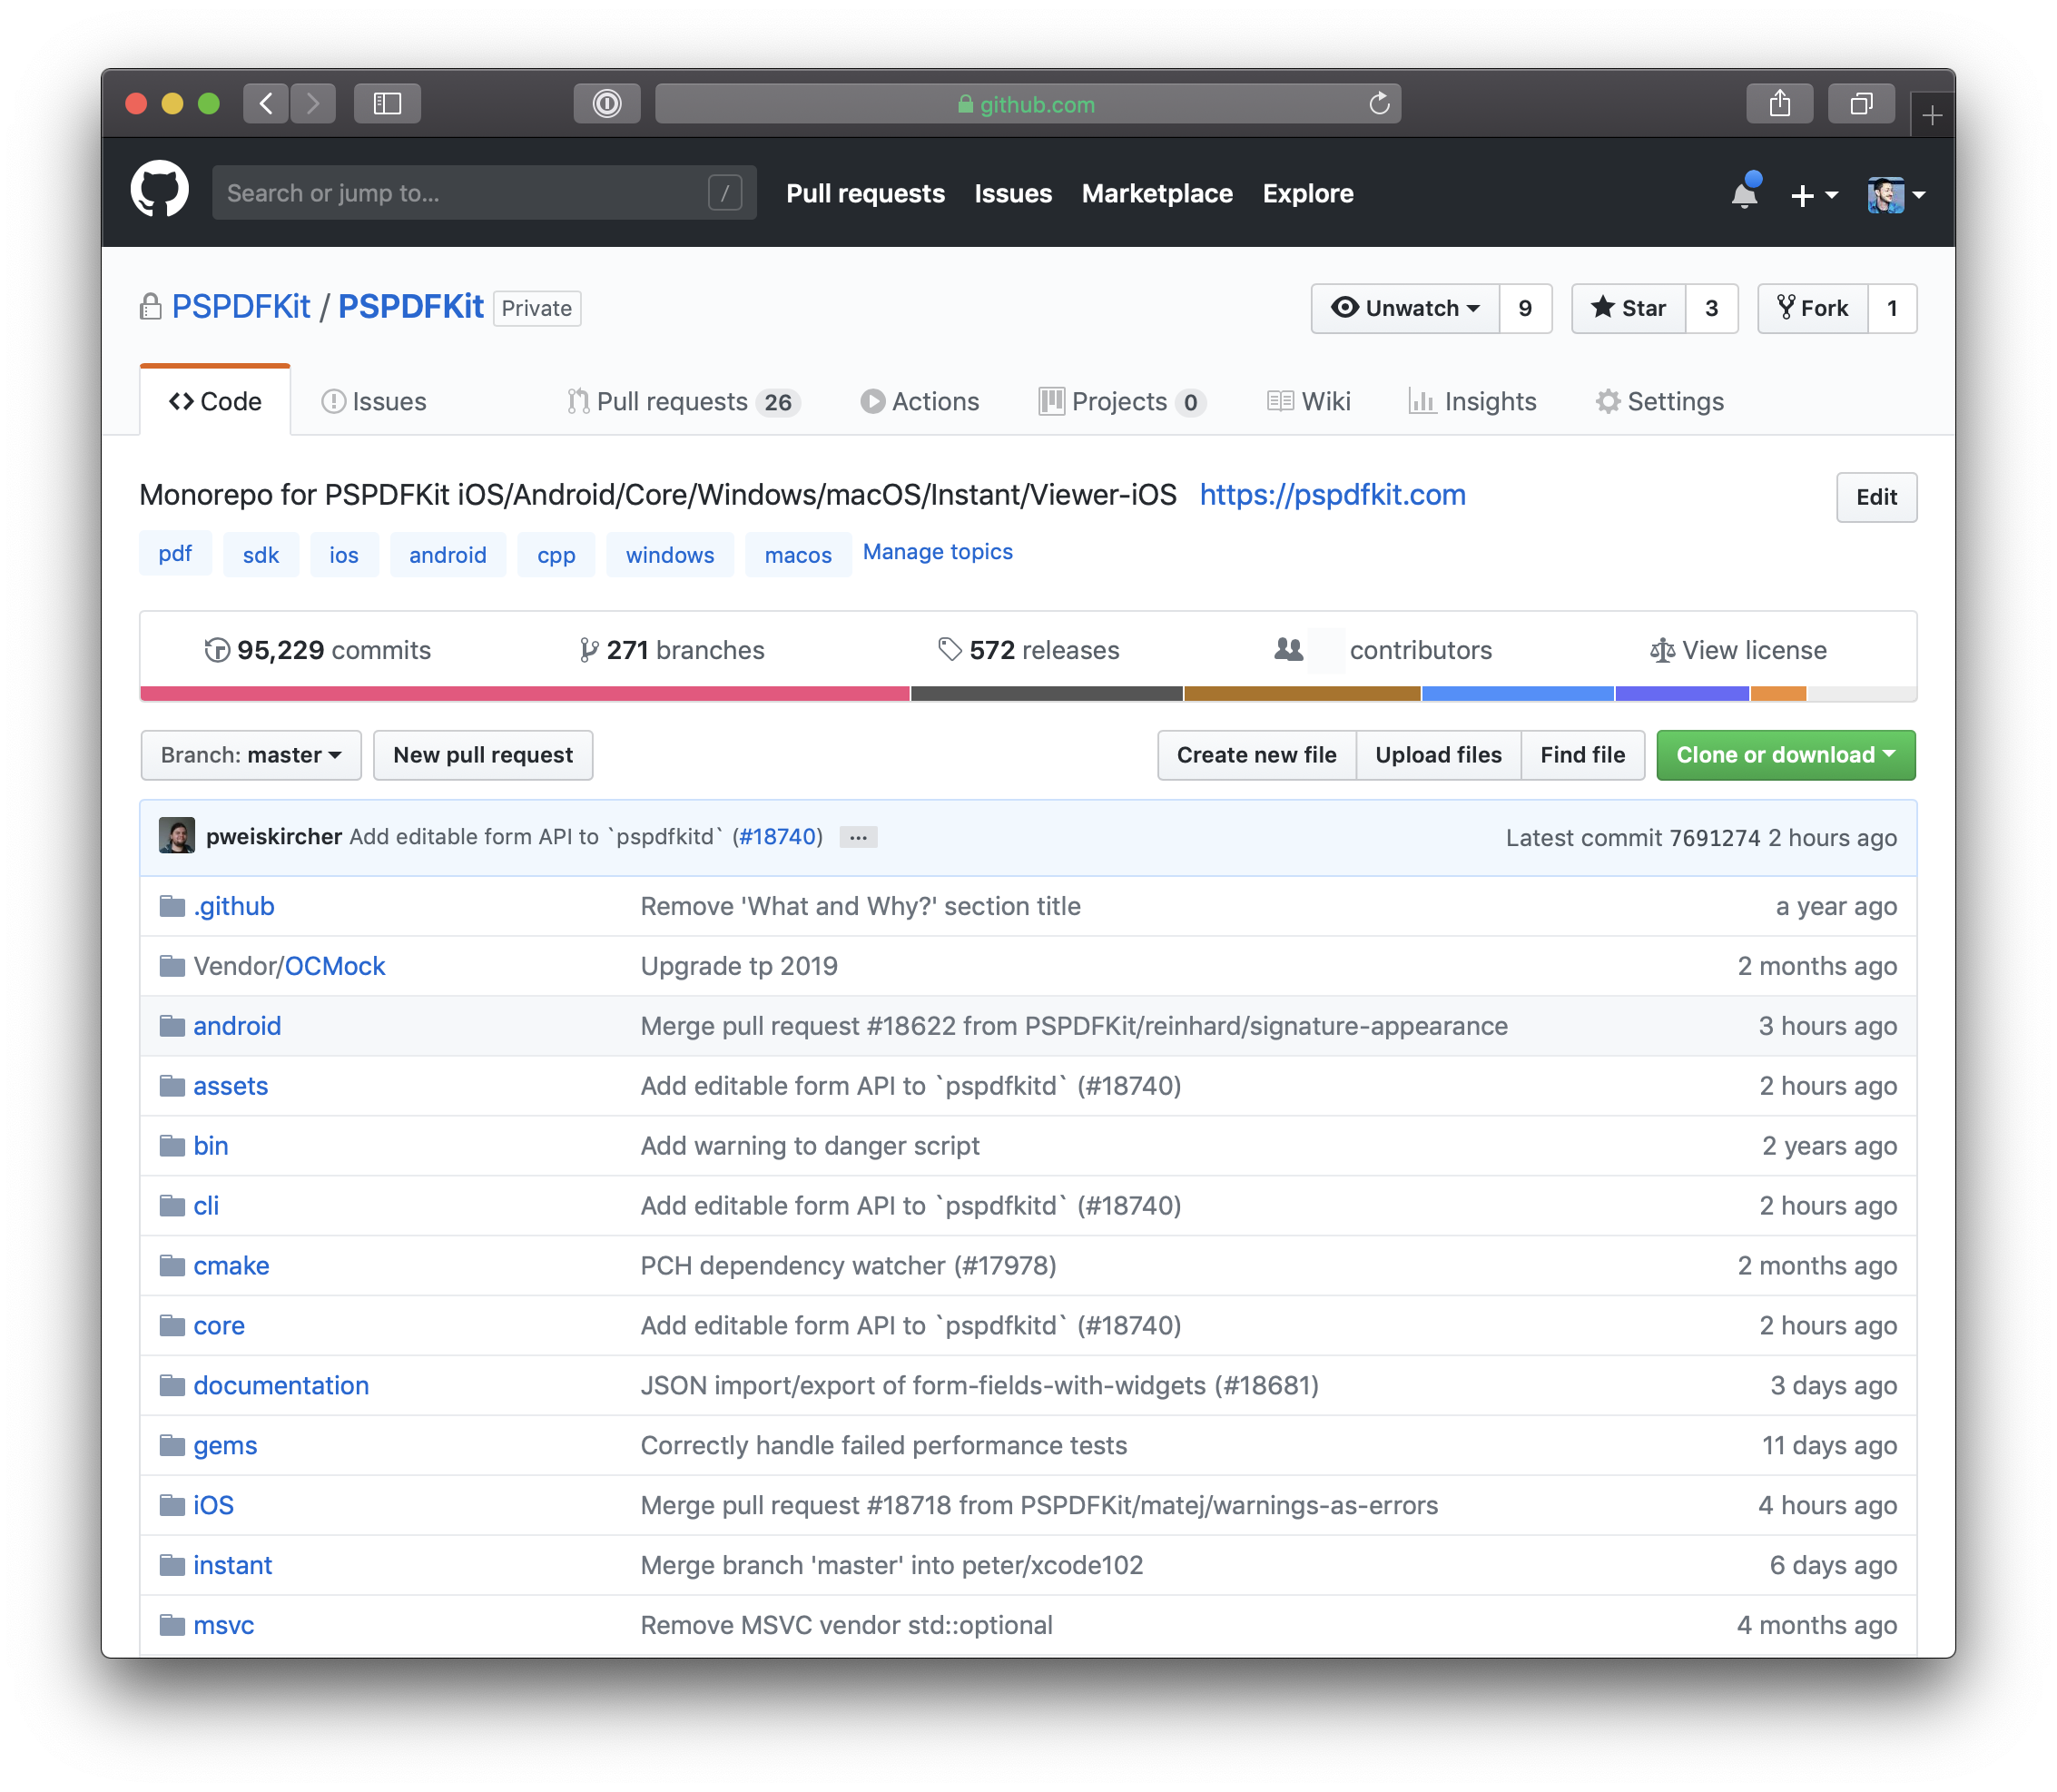 github.com
Search or jump to... /
Pull requests Issues Marketplace Explore
PSPDFKit / PSPDFKit Private
Unwatch 9 Star 3 Fork 1
Code Issues Pull requests 26 Actions Projects 0 Wiki Insights Settings
Monorepo for PSPDFKit iOS/Android/Core/Windows/macOS/Instant/Viewer-iOS https://pspdfkit.com Edit
pdf sdk ios android cpp windows macos Manage topics
95,229 commits 271 branches 572 releases contributors View license
Branch: master New pull request Create new file Upload files Find file Clone or download
pweiskircher Add editable form API to `pspdfkitd` (#18740) ... Latest commit 7691274 2 hours ago
.github Remove 'What and Why?' section title a year ago
Vendor/OCMock Upgrade tp 2019 2 months ago
android Merge pull request #18622 from PSPDFKit/reinhard/signature-appearance 3 hours ago
assets Add editable form API to `pspdfkitd` (#18740) 2 hours ago
bin Add warning to danger script 2 years ago
cli Add editable form API to `pspdfkitd` (#18740) 2 hours ago
cmake PCH dependency watcher (#17978) 2 months ago
core Add editable form API to `pspdfkitd` (#18740) 2 hours ago
documentation JSON import/export of form-fields-with-widgets (#18681) 3 days ago
gems Correctly handle failed performance tests 11 days ago
iOS Merge pull request #18718 from PSPDFKit/matej/warnings-as-errors 4 hours ago
instant Merge branch 'master' into peter/xcode102 6 days ago
msvc Remove MSVC vendor std::optional 4 months ago